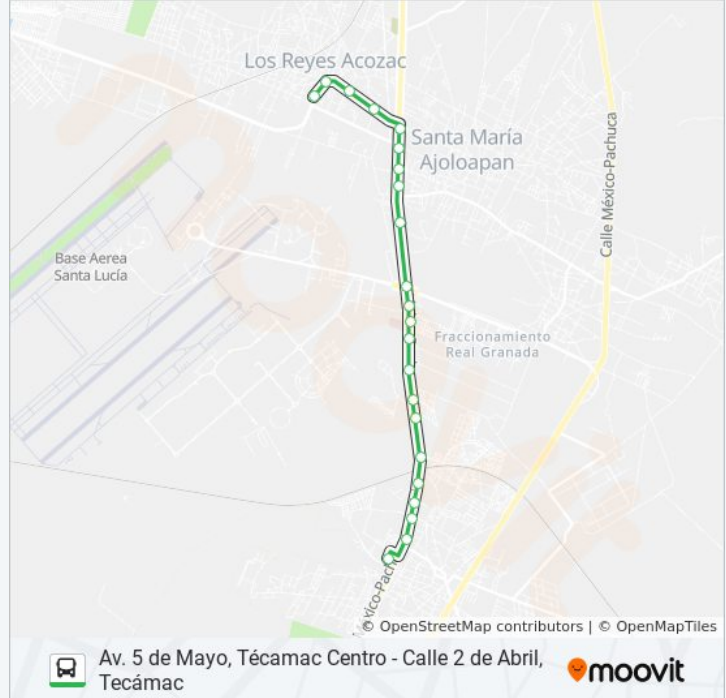 Los Reyes Acozac
Santa María
Ajoloapan
Calle México-Pachuca
Base Aerea
Santa Lucía
Fraccionamiento
Real Granada
© OpenStreetMap contributors | © OpenMapTiles
Av. 5 de Mayo, Técamac Centro - Calle 2 de Abril,
Tecámac
moovit